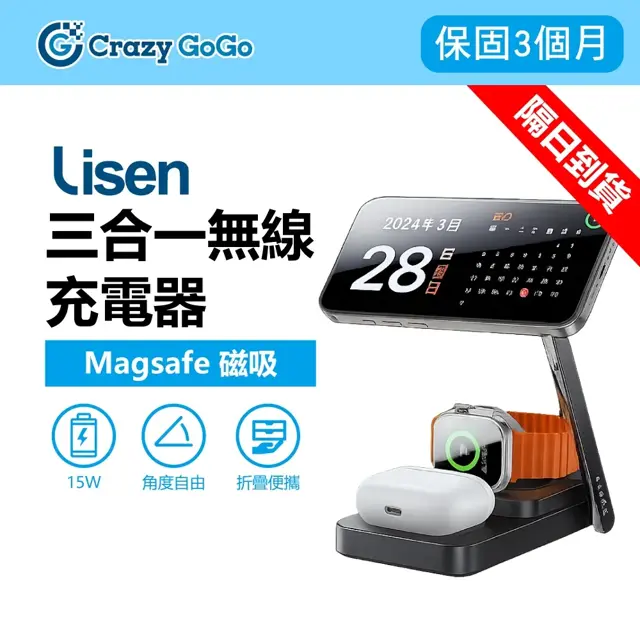 Crazy GoGo
保固3個月
隔日到貨
Lisen
三合一無線
充電器
Magsafe 磁吸
15W
角度自由
折疊便攜
2024年3月
28